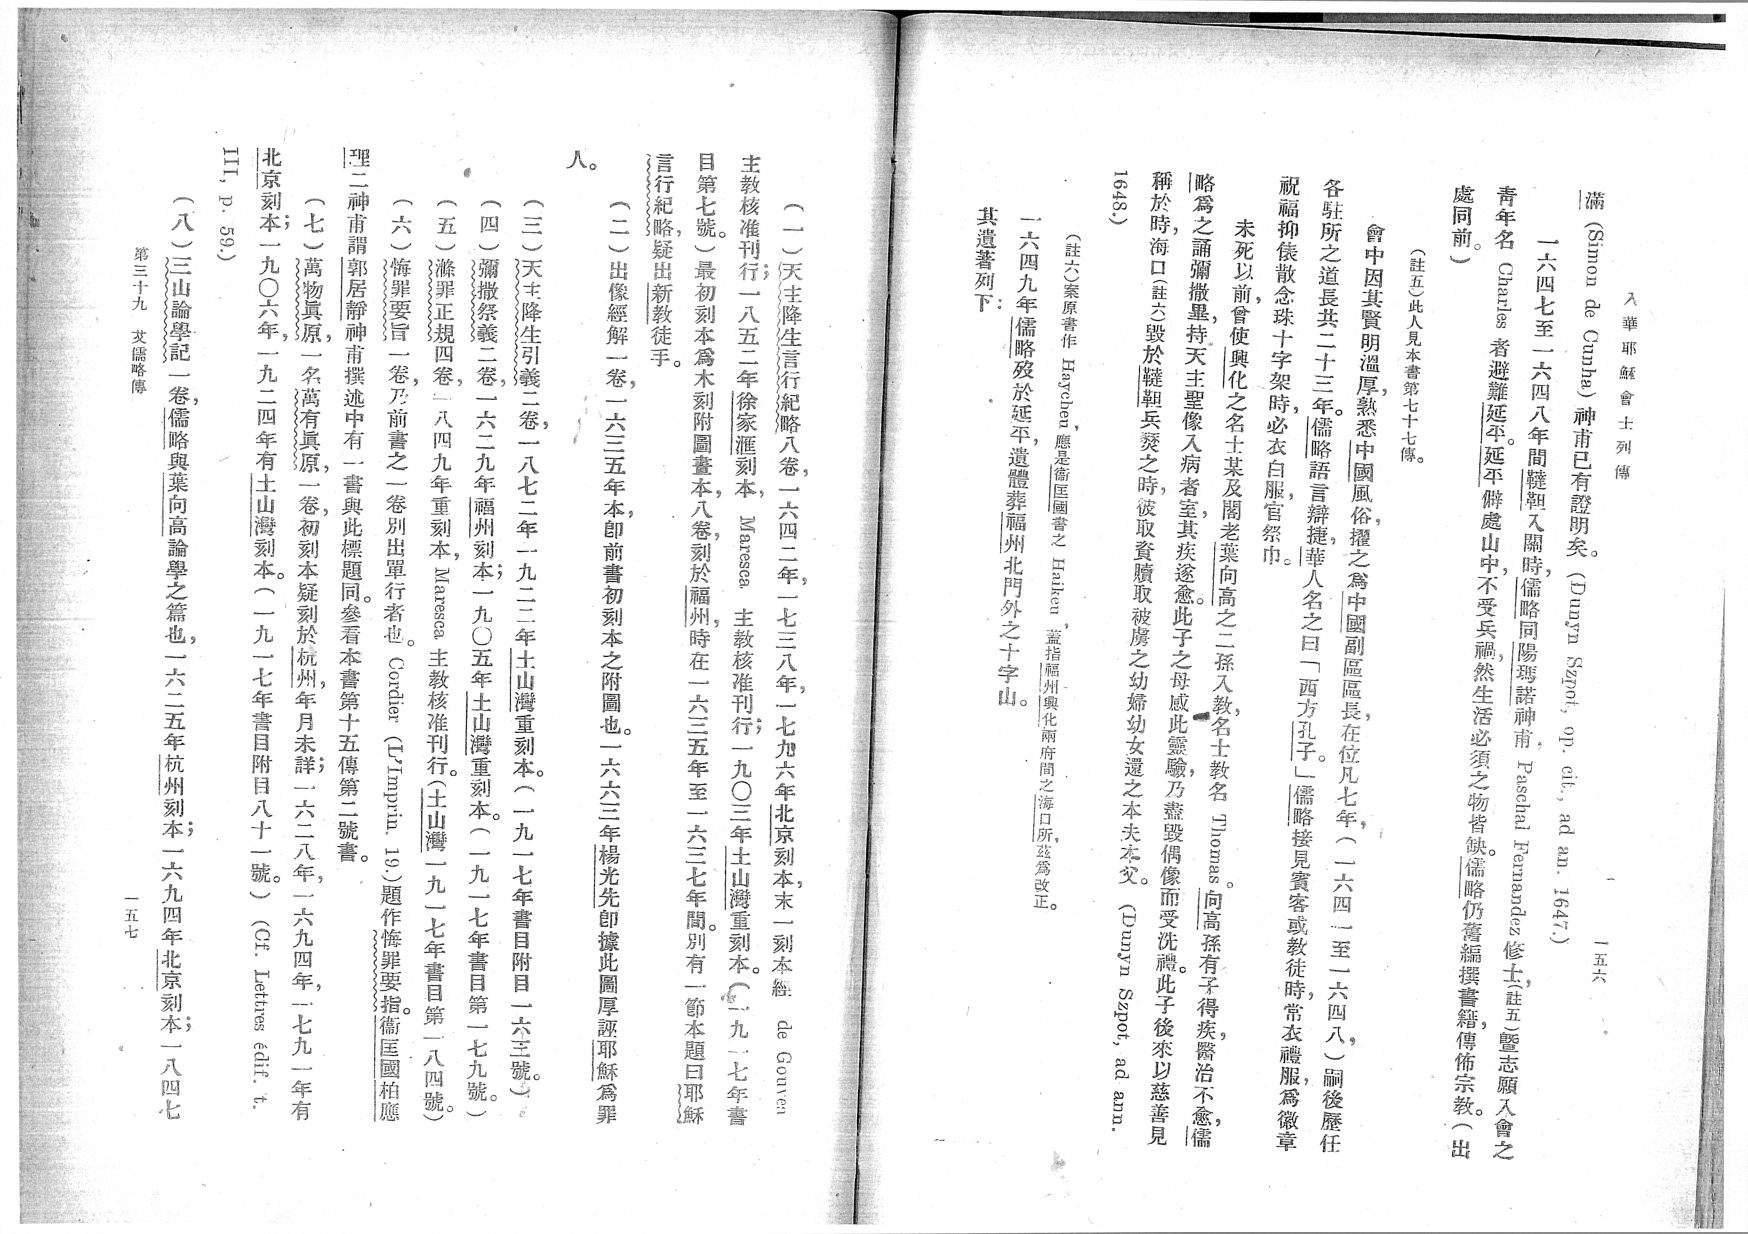 入華耶穌會士列傳
一五六
滿 (Simon de Cunha) 神甫已有證明矣。(Dunyn Szpot, op. cit., ad an. 1647.)
一六四七至一六四八年間韃靼入關時，儒略同陽瑪諾神甫，Paschal Fernandez 修士，(註五)暨志願入會之
靑年名 Charles 者避難延平。延平僻處山中不受兵禍，然生活必須之物皆缺。儒略仍舊編撰書籍，傳佈宗教。(出
處同前。)
(註五)此人見本書第七十七傳。
會中因其賢明溫厚，熟悉中國風俗，擢之爲中國副區區長，在位凡七年，(一六四一至一六四八，)嗣後歷任
各駐所之道長共二十三年。儒略語言辯捷，華人名之曰「西方孔子。」儒略接見賓客或教徒時，常衣禮服，爲徽章
祝福抑俵散念珠十字架時，必衣白服，官祭巾。
未死以前，曾使興化之名士某及閣老葉向高之二孫入教，名士教名 Thomas。向高孫有子得疾，醫治不愈，儒
略爲之誦彌撒畢，持天主聖像入病者室，其疾遂愈。此子之母感此靈驗，乃盡毀偶像而受洗禮。此子後來以慈善見
稱於時，海口(註六)毀於韃靼兵燹之時，彼取貲贖取被虜之幼婦幼女還之本夫本父。(Dunyn Szpot, ad ann.
1648.)
(註六)案原書作 Haycheu，應是衞匡國書之 Haikeu，蓋指福州興化兩府間之海口所，茲爲改正。
一六四九年儒略歿於延平，遺體葬福州北門外之十字山。
其遺著列下：
(一)天主降生言行紀略八卷，一六四二年，一七三八年，一七九六年北京刻本，末一刻本經 de Gouvea
主教核准刊行；一八五二年徐家滙刻本，Maresca 主教核准刊行；一九〇三年土山灣重刻本。(一九一七年書
目第七號。)最初刻本爲木刻附圖畫本，八卷，刻於福州，時在一六三五年至一六三七年間。別有一節本題曰耶穌
言行紀略，疑出新教徒手。
(二)出像經解一卷，一六三五年本，卽前書初刻本之附圖也。一六六三年楊光先卽據此圖厚誣耶穌爲罪
人。
(三)天主降生引義二卷，一八七二年一九二二年土山灣重刻本。(一九一七年書目附目一六三號。)
(四)彌撒祭義二卷，一六二九年福州刻本；一九〇五年土山灣重刻本。(一九一七年書目第一七九號。)
(五)滌罪正規四卷，一八四九年重刻本，Maresca 主教核准刊行。(土山灣一九一七年書目第一八四號。)
(六)悔罪要旨一卷，乃前書之一卷別出單行者也。Cordier (L'Imprin. 19.) 題作悔罪要指。衞匡國柏應
理二神甫謂郭居靜神甫撰述中有一書與此標題同。參看本書第十五傳第二號書。
(七)萬物眞原，一名萬有眞原，一卷，初刻本疑刻於杭州，年月未詳；一六二八年，一六九四年，一七九一年有
北京刻本；一九〇六年，一九二四年有土山灣刻本。(一九一七年書目附目八十一號。)(Cf. Lettres édif. t.
III, p. 59.)
(八)三山論學記一卷，儒略與葉向高論學之篇也，一六二五年杭州刻本；一六九四年北京刻本；一八四七
第三十九 艾儒略傳
一五七